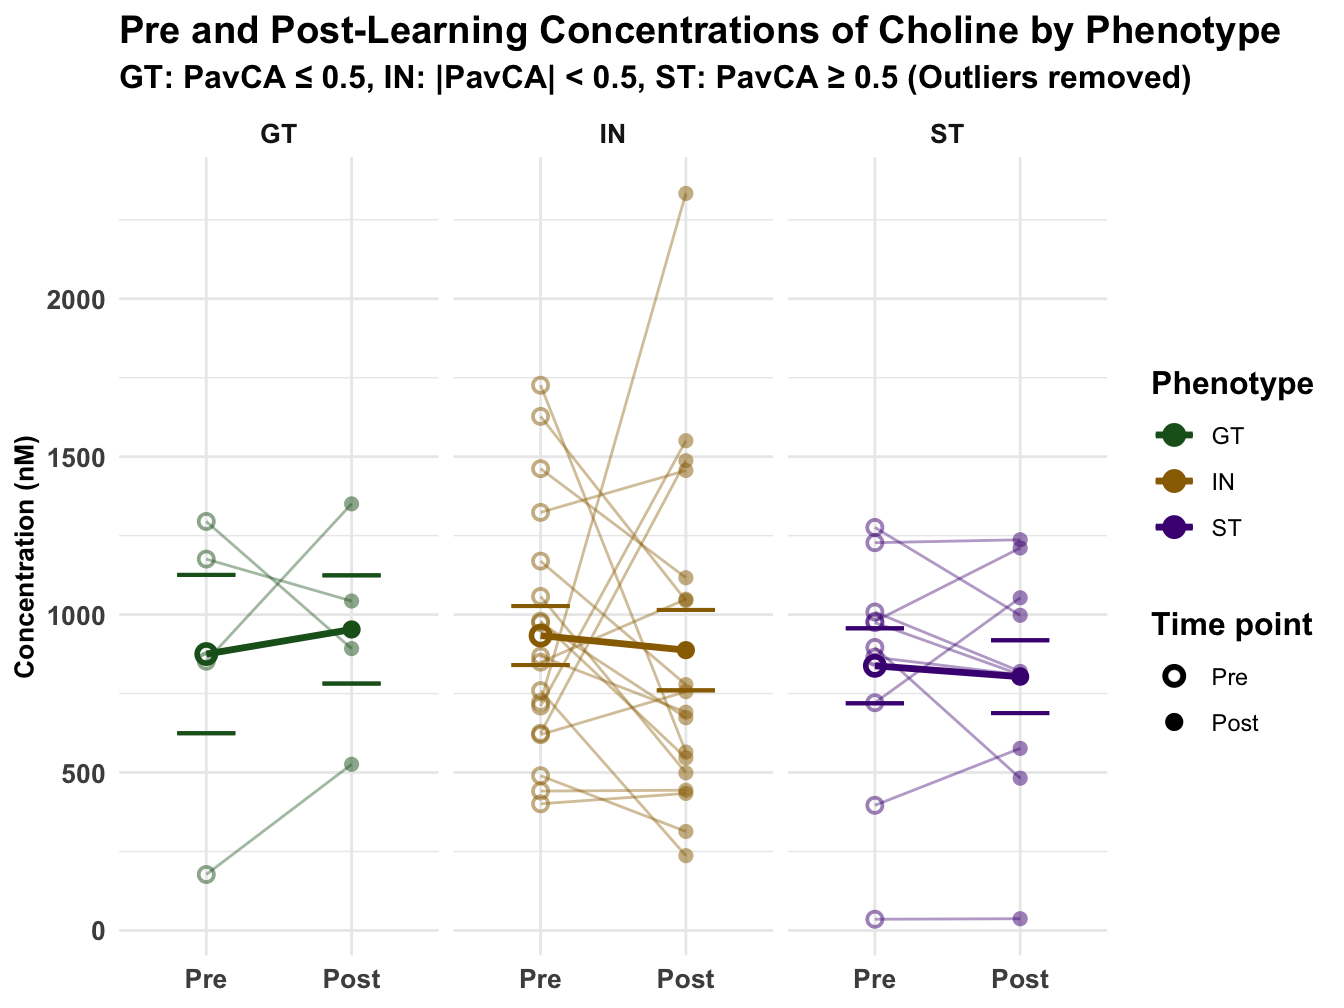 Pre and Post-Learning Concentrations of Choline by Phenotype
GT: PavCA ≤ 0.5, IN: |PavCA| < 0.5, ST: PavCA ≥ 0.5 (Outliers removed)
GT
IN
ST
Concentration (nM)
2000
1500
1000
500
0
Pre
Post
Pre
Post
Pre
Post
Phenotype
GT
IN
ST
Time point
Pre
Post